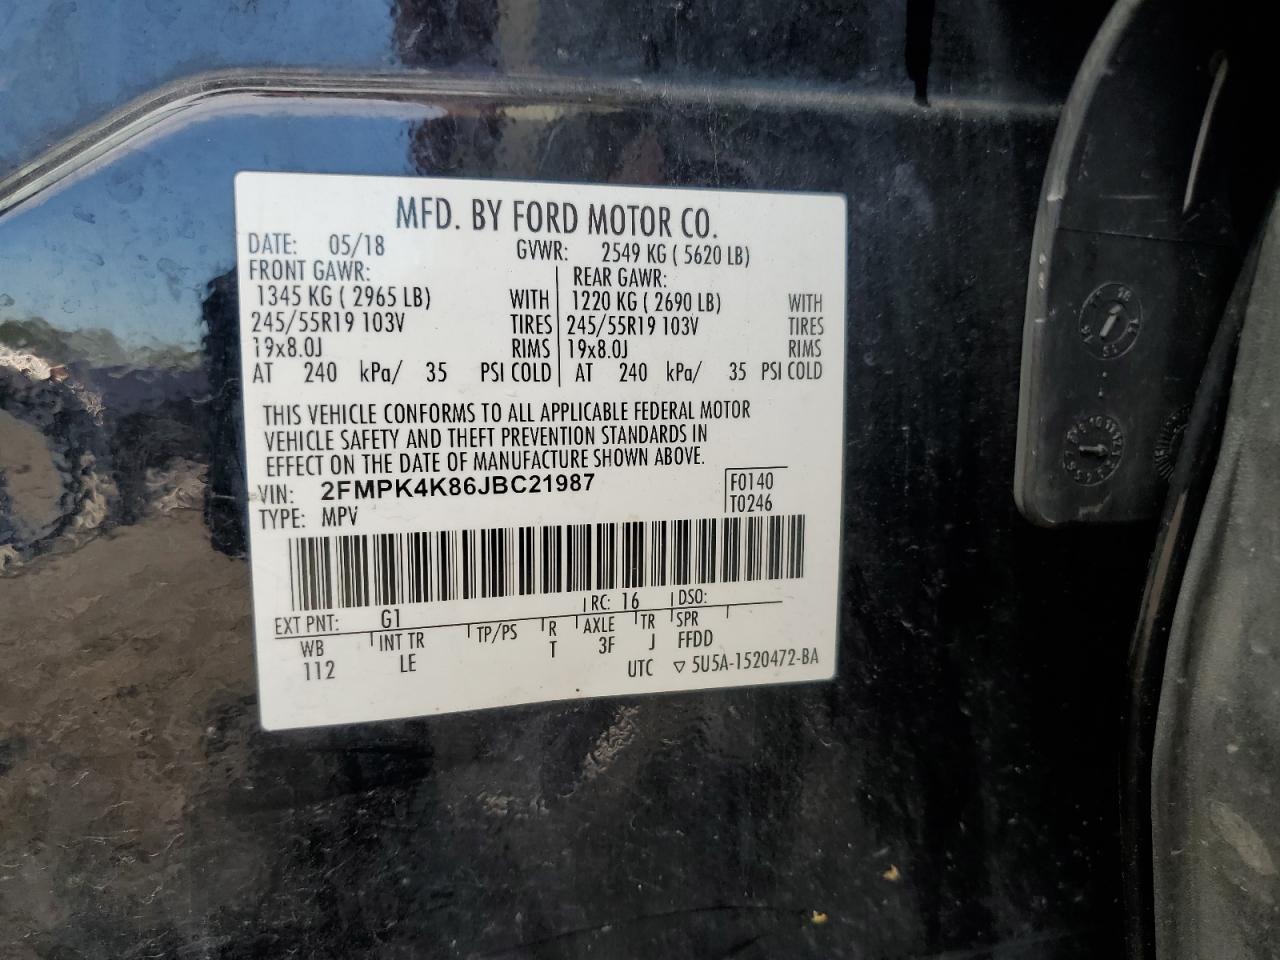 MFD. BY FORD MOTOR CO.
DATE: 05/18 GVWR: 2549 KG ( 5620 LB)
FRONT GAWR: REAR GAWR:
1345 KG ( 2965 LB) WITH 1220 KG ( 2690 LB) WITH
245/55R19 103V TIRES 245/55R19 103V TIRES
19x8.0J RIMS 19x8.0J RIMS
AT 240 kPa/ 35 PSI COLD AT 240 kPa/ 35 PSI COLD
THIS VEHICLE CONFORMS TO ALL APPLICABLE FEDERAL MOTOR
VEHICLE SAFETY AND THEFT PREVENTION STANDARDS IN
EFFECT ON THE DATE OF MANUFACTURE SHOWN ABOVE.
VIN: 2FMPK4K86JBC21987 F0140
TYPE: MPV T0246
EXT PNT: G1 RC: 16 DSO:
WB INT TR TP/PS R AXLE TR SPR
112 LE T 3F J FFDD
UTC ▽ 5U5A-1520472-BA